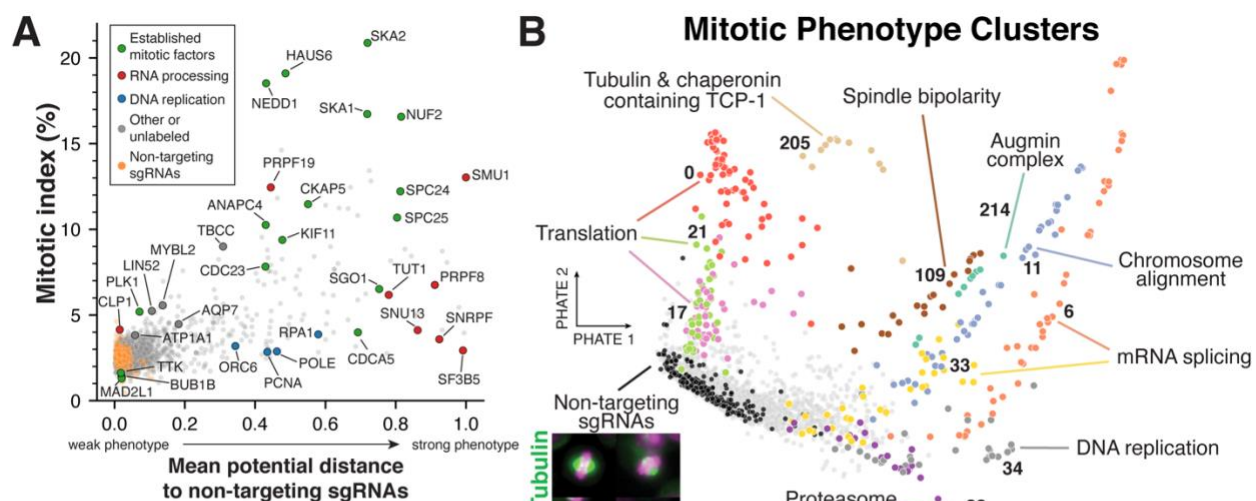 A
Mitotic index (%)
20
15
10
5
0
Established
mitotic factors
RNA processing
DNA replication
Other or
unlabeled
Non-targeting
sgRNAs
SKA2
HAUS6
NEDD1
SKA1
NUF2
PRPF19
SMU1
CKAP5
SPC24
ANAPC4
SPC25
TBCC
KIF11
MYBL2
LIN52
CDC23
PLK1
SGO1
TUT1
PRPF8
CLP1
AQP7
SNU13
SNRPF
RPA1
ATP1A1
TTK
ORC6
POLE
CDCA5
BUB1B
PCNA
SF3B5
MAD2L1
0.0 0.2 0.4 0.6 0.8 1.0
weak phenotype strong phenotype
Mean potential distance
to non-targeting sgRNAs
B
Mitotic Phenotype Clusters
Tubulin & chaperonin
containing TCP-1
205
Spindle bipolarity
Augmin
complex
0
214
Translation
21
109
11
Chromosome
alignment
PHATE 2
PHATE 1
17
6
33
mRNA splicing
Non-targeting
sgRNAs
DNA replication
34
Tubulin
Proteasome